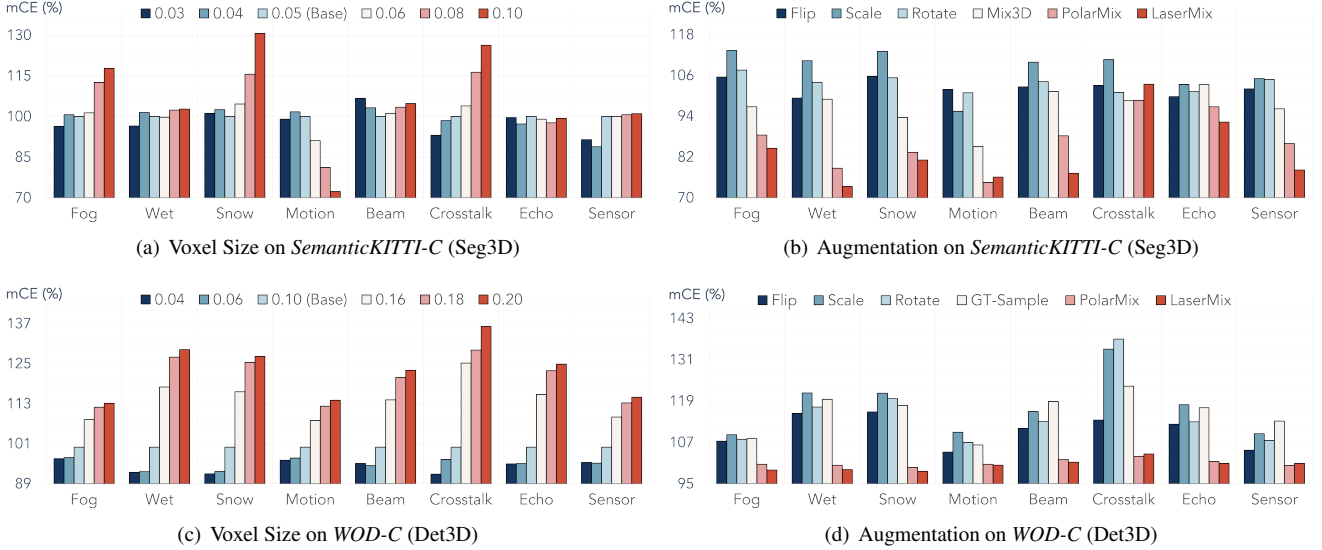 mCE (%)
0.03 0.04 0.05 (Base) 0.06 0.08 0.10
130
115
100
85
70
Fog Wet Snow Motion Beam Crosstalk Echo Sensor
(a) Voxel Size on SemanticKITTI-C (Seg3D)
mCE (%)
Flip Scale Rotate Mix3D PolarMix LaserMix
118
106
94
82
70
Fog Wet Snow Motion Beam Crosstalk Echo Sensor
(b) Augmentation on SemanticKITTI-C (Seg3D)
mCE (%)
0.04 0.06 0.10 (Base) 0.16 0.18 0.20
137
125
113
101
89
Fog Wet Snow Motion Beam Crosstalk Echo Sensor
(c) Voxel Size on WOD-C (Det3D)
mCE (%)
Flip Scale Rotate GT-Sample PolarMix LaserMix
143
131
119
107
95
Fog Wet Snow Motion Beam Crosstalk Echo Sensor
(d) Augmentation on WOD-C (Det3D)